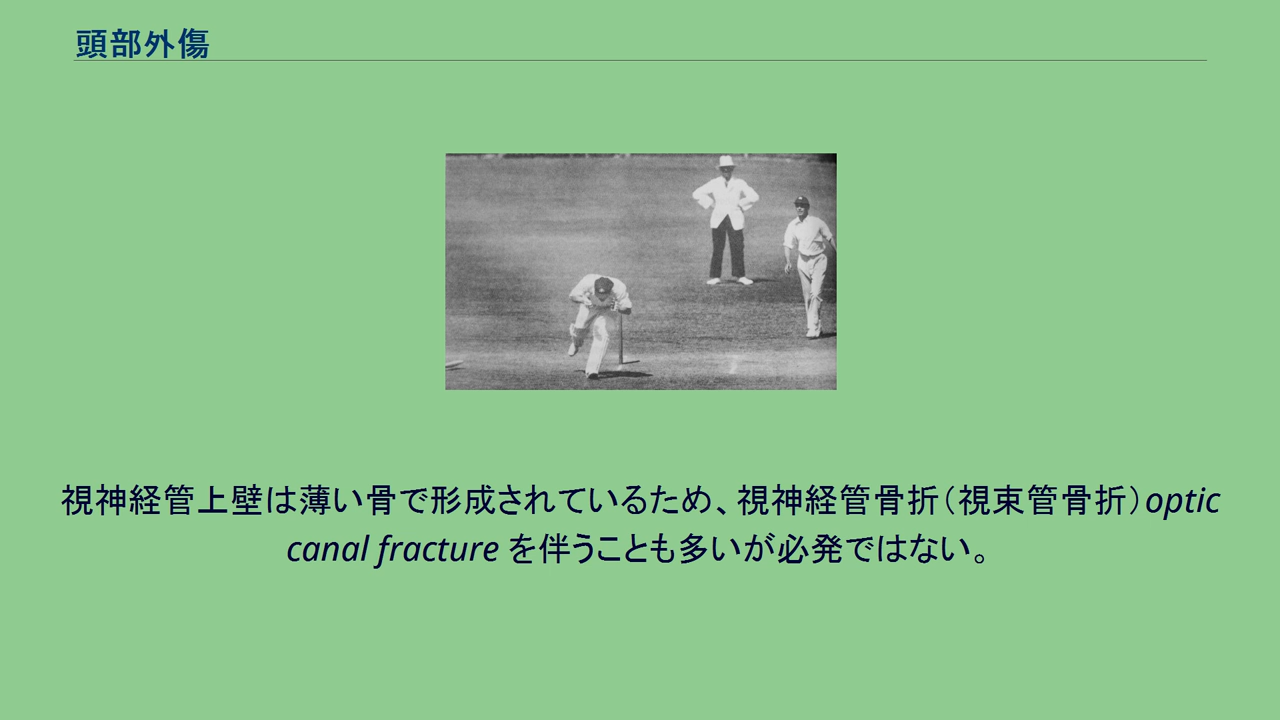 頭部外傷
視神経管上壁は薄い骨で形成されているため、視神経管骨折（視束管骨折）optic
canal fracture を伴うことも多いが必発ではない。